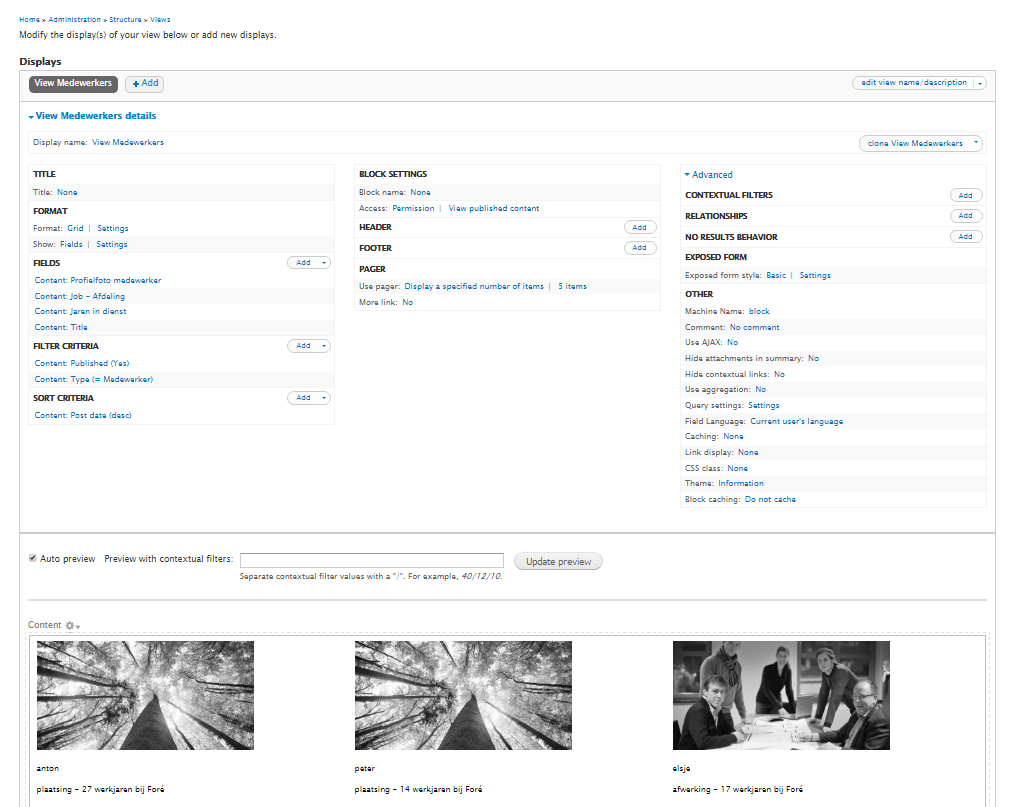 Home » Administration » Structure » Views
Modify the display(s) of your view below or add new displays.
Displays
View Medewerkers
+ Add
edit view name/description
View Medewerkers details
Display name: View Medewerkers
clone View Medewerkers
TITLE
Title: None
FORMAT
Format: Grid | Settings
Show: Fields | Settings
FIELDS
Add
Content: Profielfoto medewerker
Content: Job - Afdeling
Content: Jaren in dienst
Content: Title
FILTER CRITERIA
Add
Content: Published (Yes)
Content: Type (= Medewerker)
SORT CRITERIA
Add
Content: Post date (desc)
BLOCK SETTINGS
Block name: None
Access: Permission | View published content
HEADER
Add
FOOTER
Add
PAGER
Use pager: Display a specified number of items | 5 items
More link: No
Advanced
CONTEXTUAL FILTERS
Add
RELATIONSHIPS
Add
NO RESULTS BEHAVIOR
Add
EXPOSED FORM
Exposed form style: Basic | Settings
OTHER
Machine Name: block
Comment: No comment
Use AJAX: No
Hide attachments in summary: No
Hide contextual links: No
Use aggregation: No
Query settings: Settings
Field Language: Current user's language
Caching: None
Link display: None
CSS class: None
Theme: Information
Block caching: Do not cache
Auto preview
Preview with contextual filters:
Update preview
Separate contextual filter values with a "/". For example, 40/12/10.
Content
anton
plaatsing - 27 werkjaren bij Foré
peter
plaatsing - 14 werkjaren bij Foré
elsje
afwerking - 17 werkjaren bij Foré